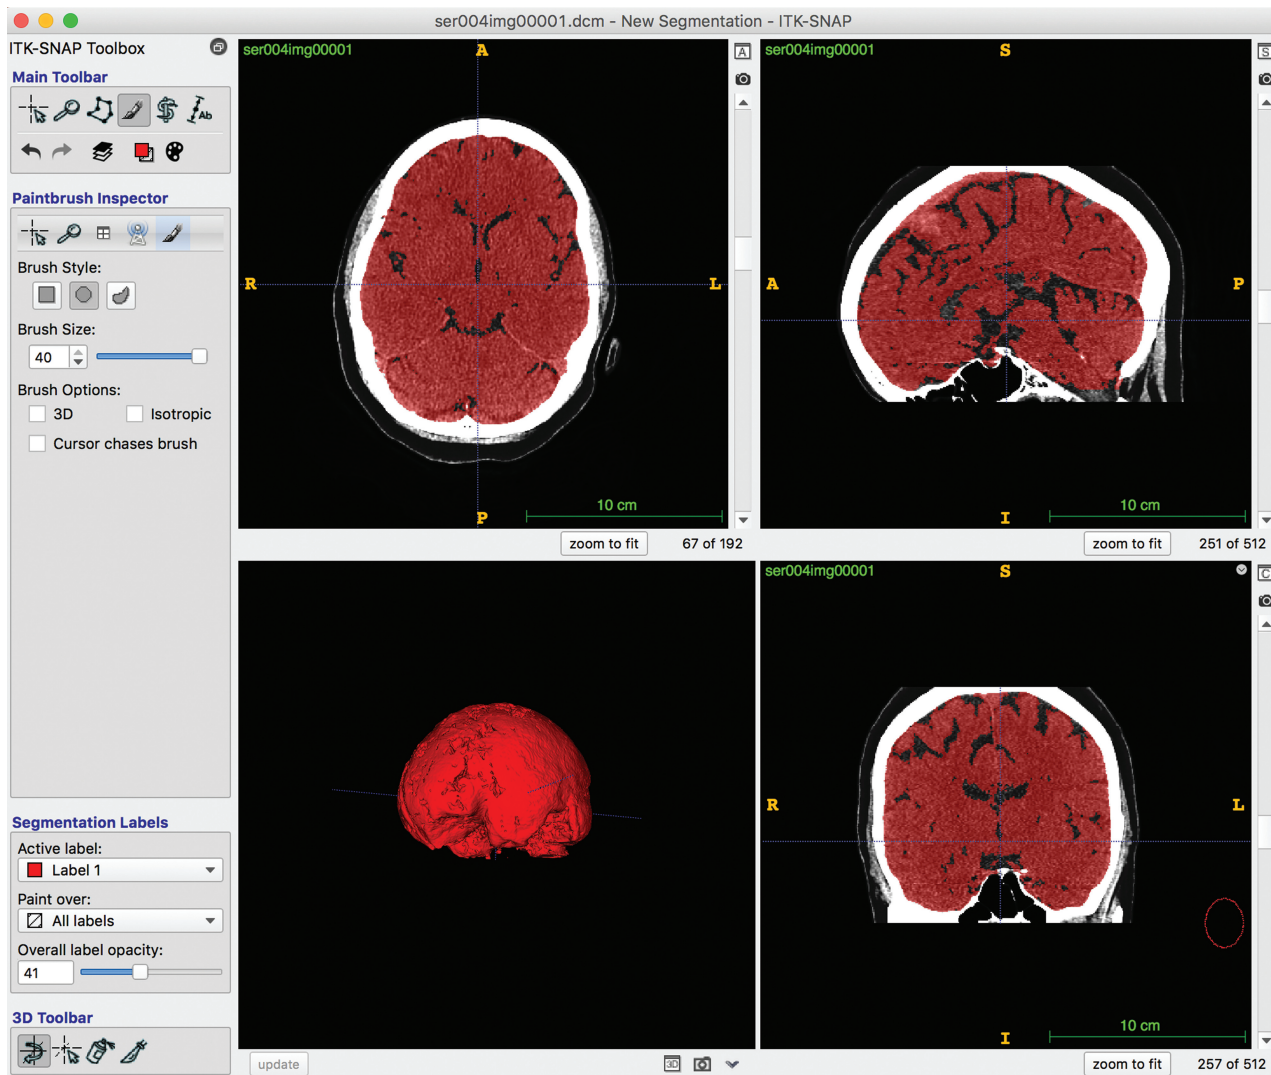 ser004img00001.dcm - New Segmentation - ITK-SNAP
ITK-SNAP Toolbox
Main Toolbar
Ab
Paintbrush Inspector
Brush Style:
Brush Size:
40
Brush Options:
3D
Isotropic
Cursor chases brush
Segmentation Labels
Active label:
Label 1
Paint over:
All labels
Overall label opacity:
41
3D Toolbar
ser004img00001
A
R
L
P
10 cm
A
zoom to fit
67 of 192
S
A
P
I
10 cm
S
zoom to fit
251 of 512
update
3D
ser004img00001
S
R
L
I
10 cm
C
zoom to fit
257 of 512
ser004img00001